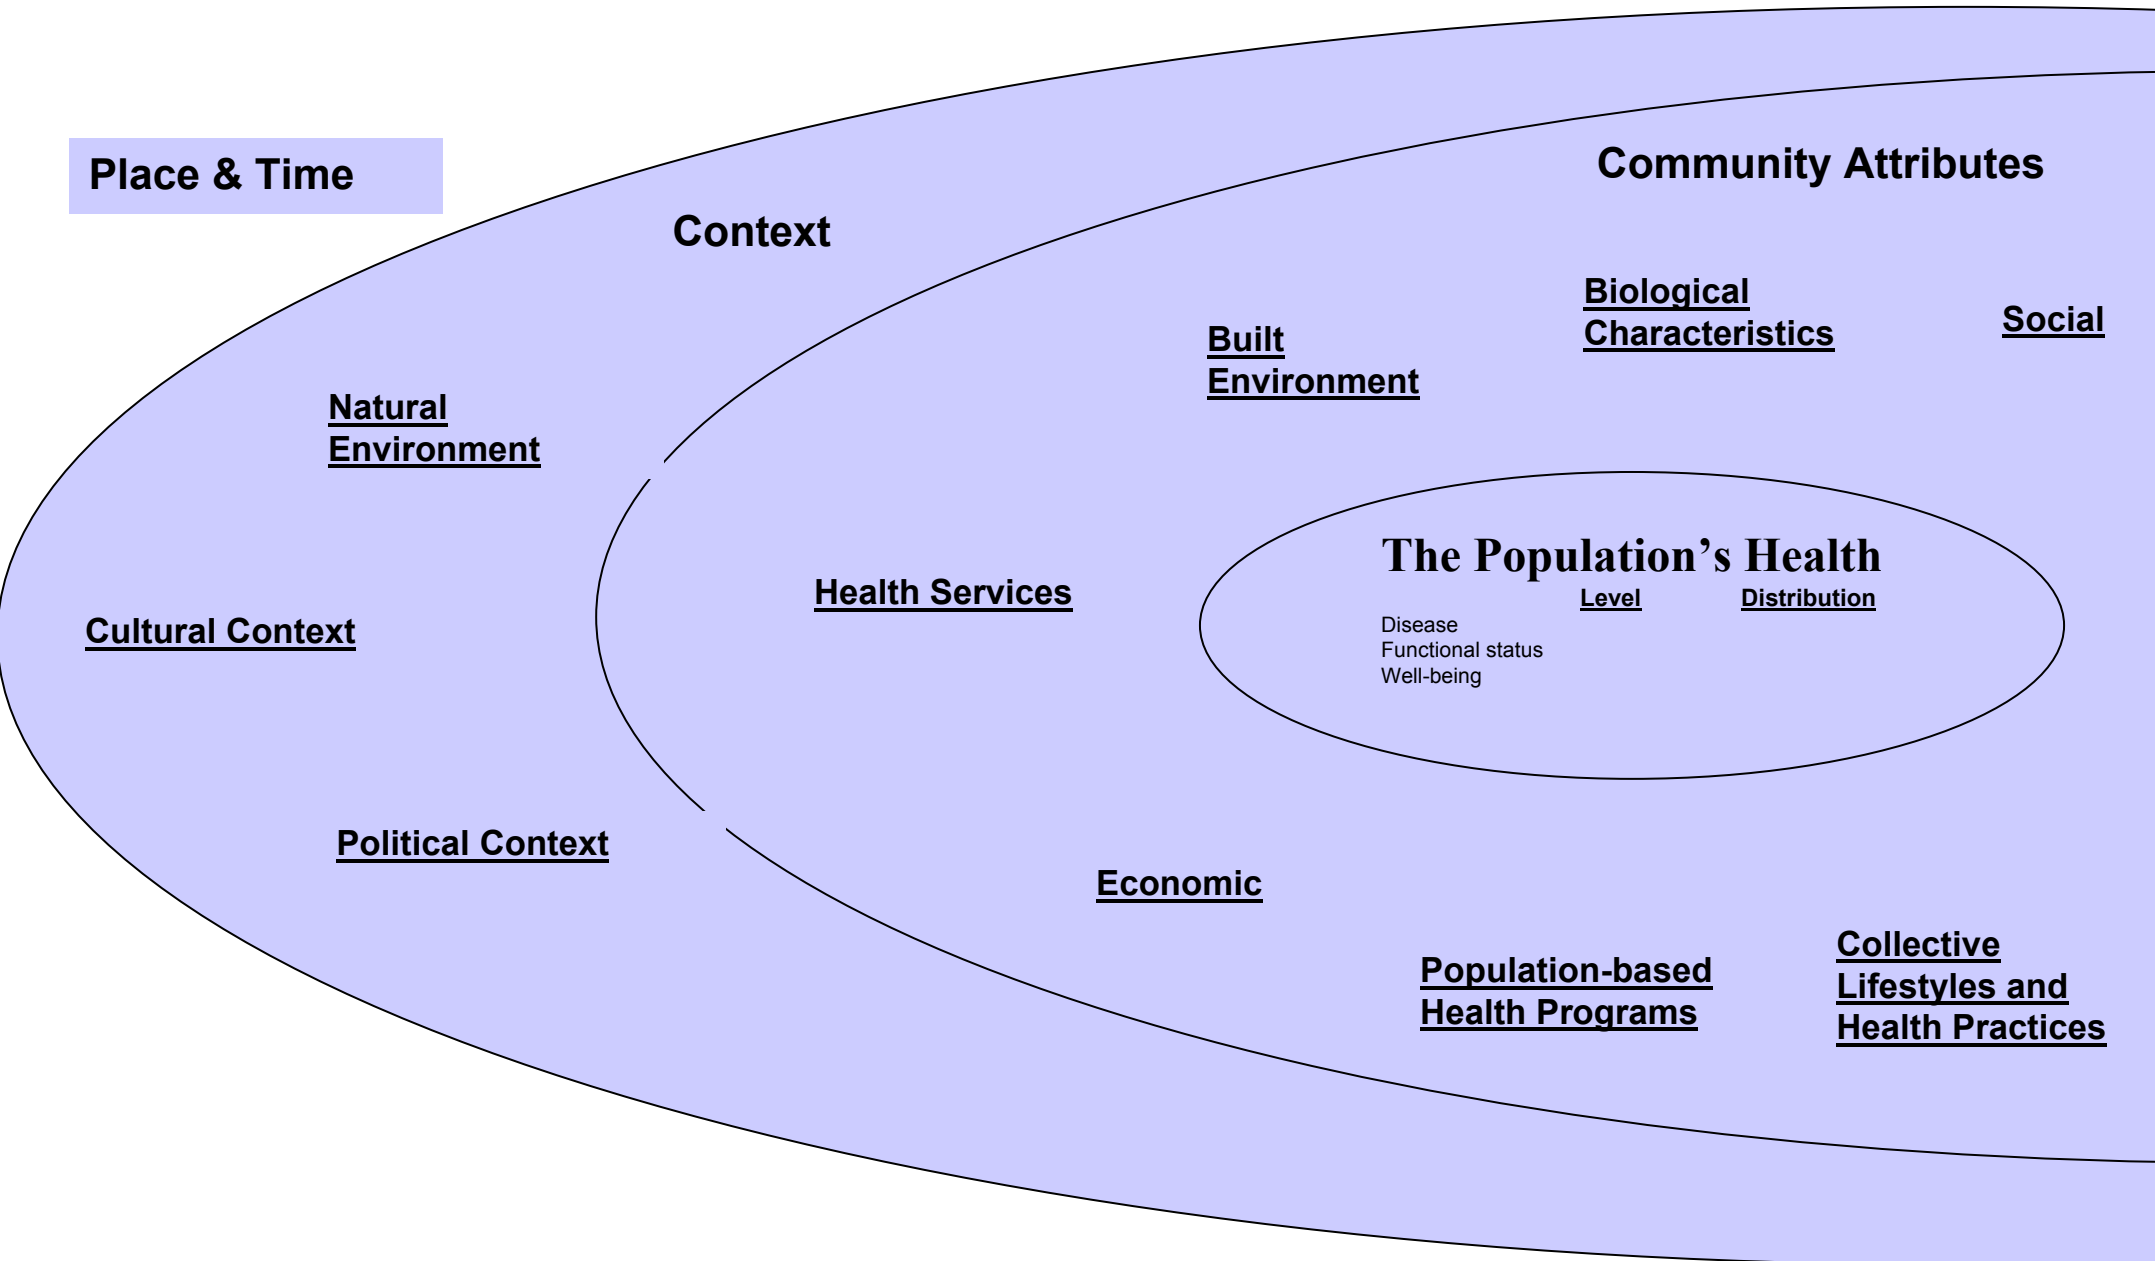 Place & Time
Community Attributes
Context
Biological
Characteristics
Social
Built
Environment
Natural
Environment
The Population’s Health
Level Distribution
Disease
Functional status
Well-being
Health Services
Cultural Context
Political Context
Economic
Population-based
Health Programs
Collective
Lifestyles and
Health Practices